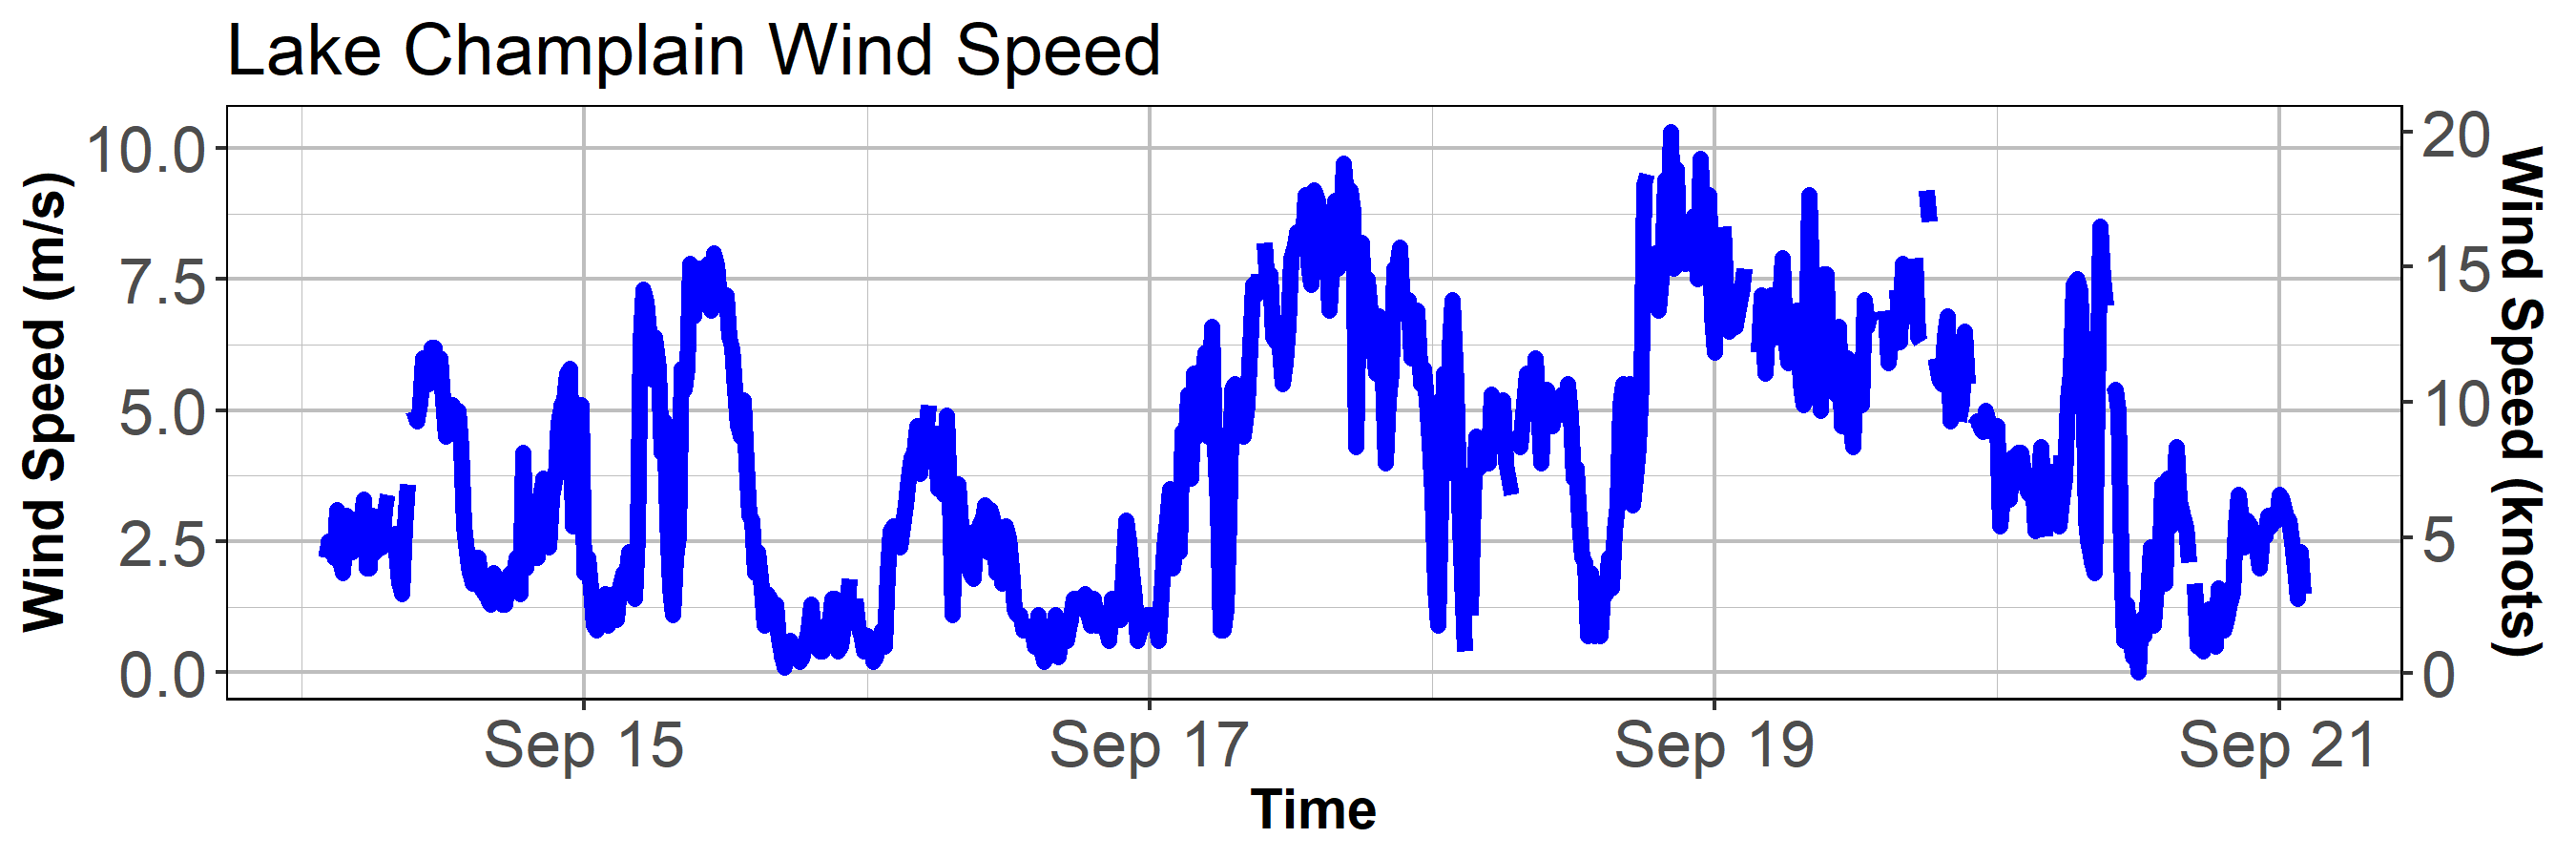 Lake Champlain Wind Speed
Wind Speed (m/s)
10.0
7.5
5.0
2.5
0.0
20
15
10
5
0
Wind Speed (knots)
Sep 15
Sep 17
Sep 19
Sep 21
Time